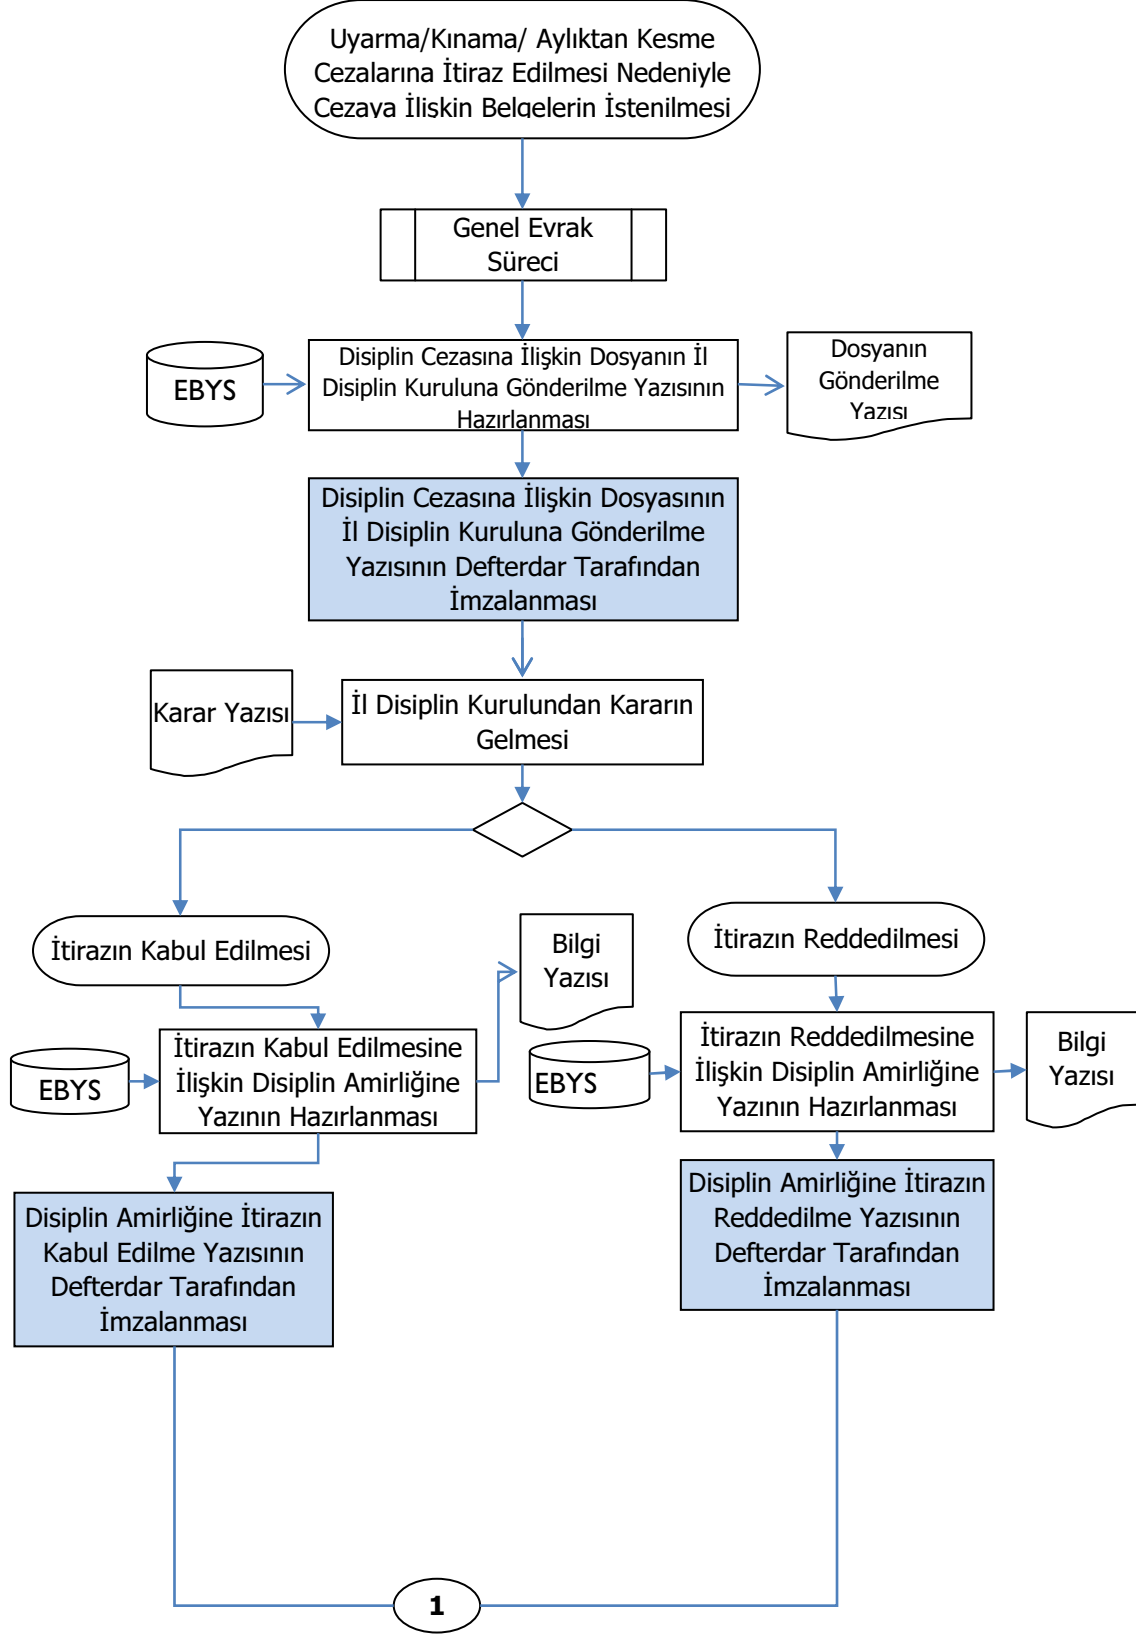 Uyarma/Kınama/ Aylıktan Kesme
Cezalarına İtiraz Edilmesi Nedeniyle
Cezaya İlişkin Belgelerin İstenilmesi
Genel Evrak
Süreci
EBYS
Disiplin Cezasına İlişkin Dosyanın İl
Disiplin Kuruluna Gönderilme Yazısının
Hazırlanması
Dosyanın
Gönderilme
Yazısı
Disiplin Cezasına İlişkin Dosyasının
İl Disiplin Kuruluna Gönderilme
Yazısının Defterdar Tarafından
İmzalanması
Karar Yazısı
İl Disiplin Kurulundan Kararın
Gelmesi
İtirazın Kabul Edilmesi
Bilgi
Yazısı
İtirazın Reddedilmesi
EBYS
İtirazın Kabul Edilmesine
İlişkin Disiplin Amirliğine
Yazının Hazırlanması
EBYS
İtirazın Reddedilmesine
İlişkin Disiplin Amirliğine
Yazının Hazırlanması
Bilgi
Yazısı
Disiplin Amirliğine İtirazın
Kabul Edilme Yazısının
Defterdar Tarafından
İmzalanması
Disiplin Amirliğine İtirazın
Reddedilme Yazısının
Defterdar Tarafından
İmzalanması
1